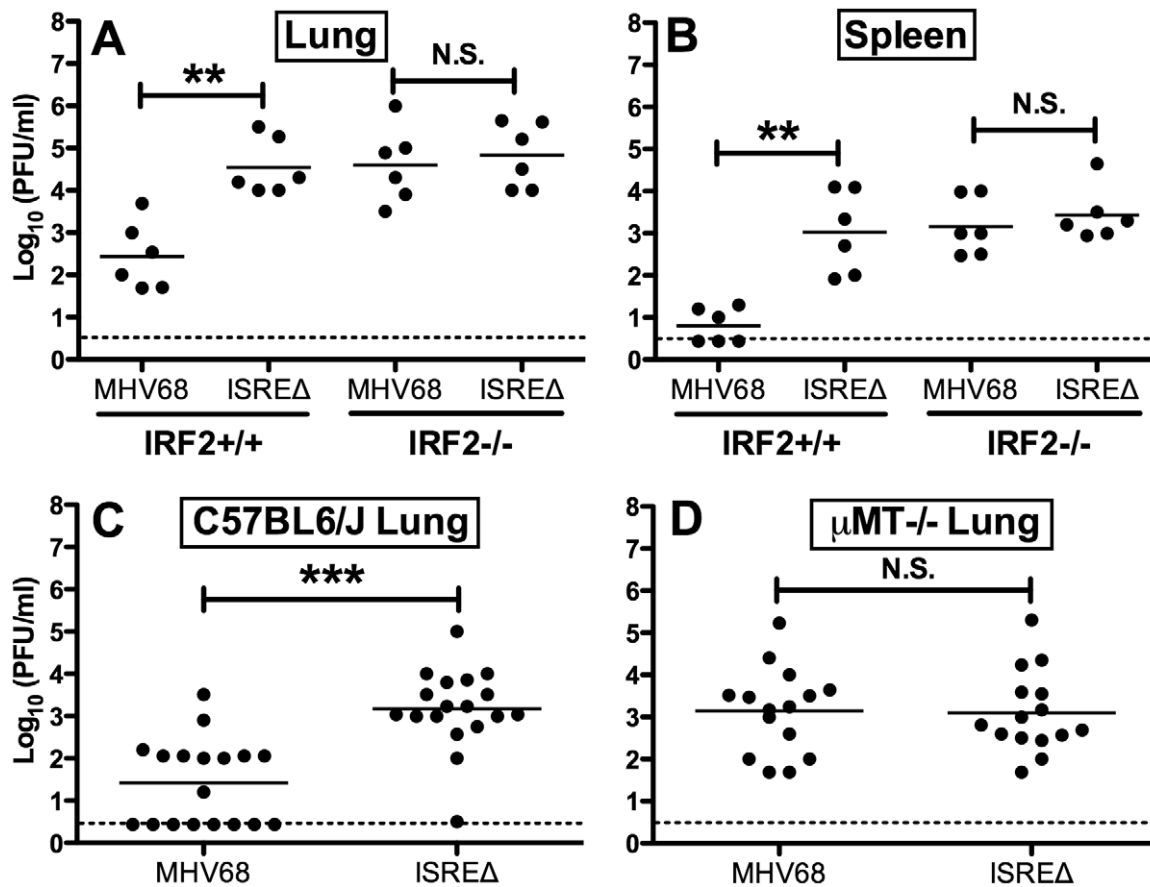 A
Lung
Log10 (PFU/ml)
8
7
6
5
4
3
2
1
0
**
N.S.
MHV68 ISREΔ MHV68 ISREΔ
IRF2+/+ IRF2-/-
B
Spleen
8
7
6
5
4
3
2
1
0
**
N.S.
MHV68 ISREΔ MHV68 ISREΔ
IRF2+/+ IRF2-/-
C
C57BL6/J Lung
Log10 (PFU/ml)
8
7
6
5
4
3
2
1
0
***
MHV68 ISREΔ
D
μMT-/- Lung
8
7
6
5
4
3
2
1
0
N.S.
MHV68 ISREΔ